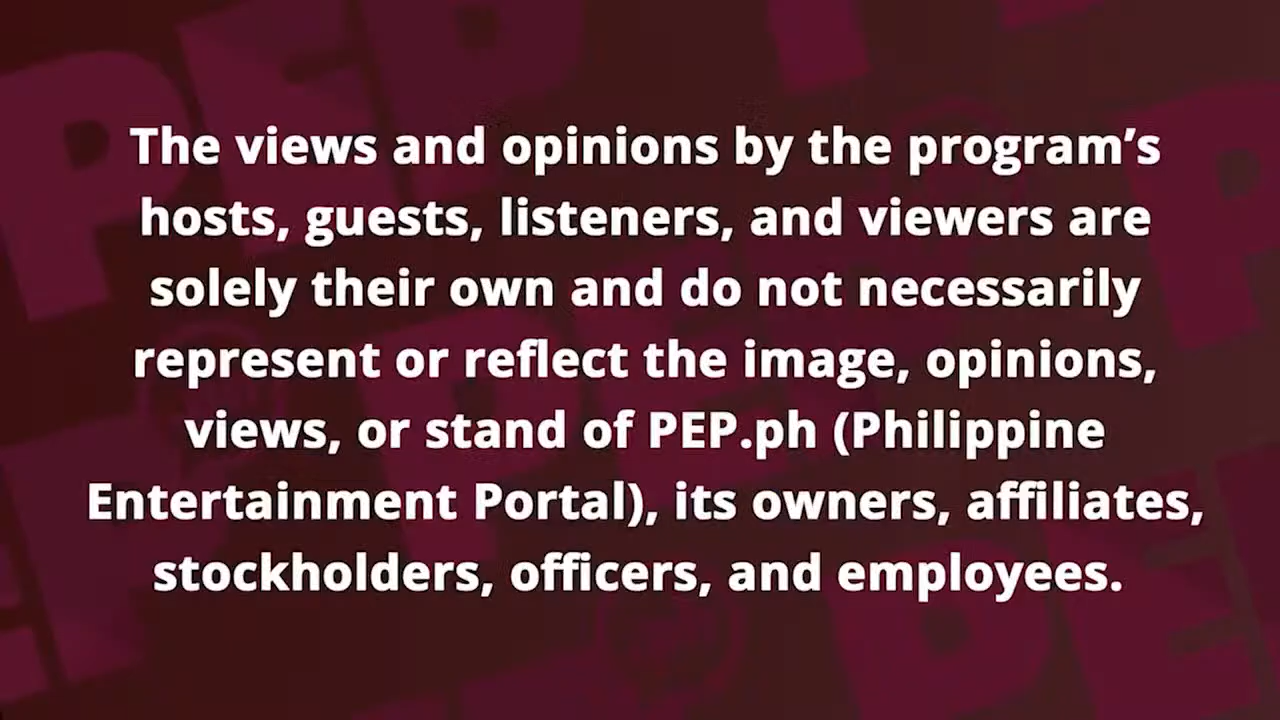 The views and opinions by the program’s
hosts, guests, listeners, and viewers are
solely their own and do not necessarily
represent or reflect the image, opinions,
views, or stand of PEP.ph (Philippine
Entertainment Portal), its owners, affiliates,
stockholders, officers, and employees.